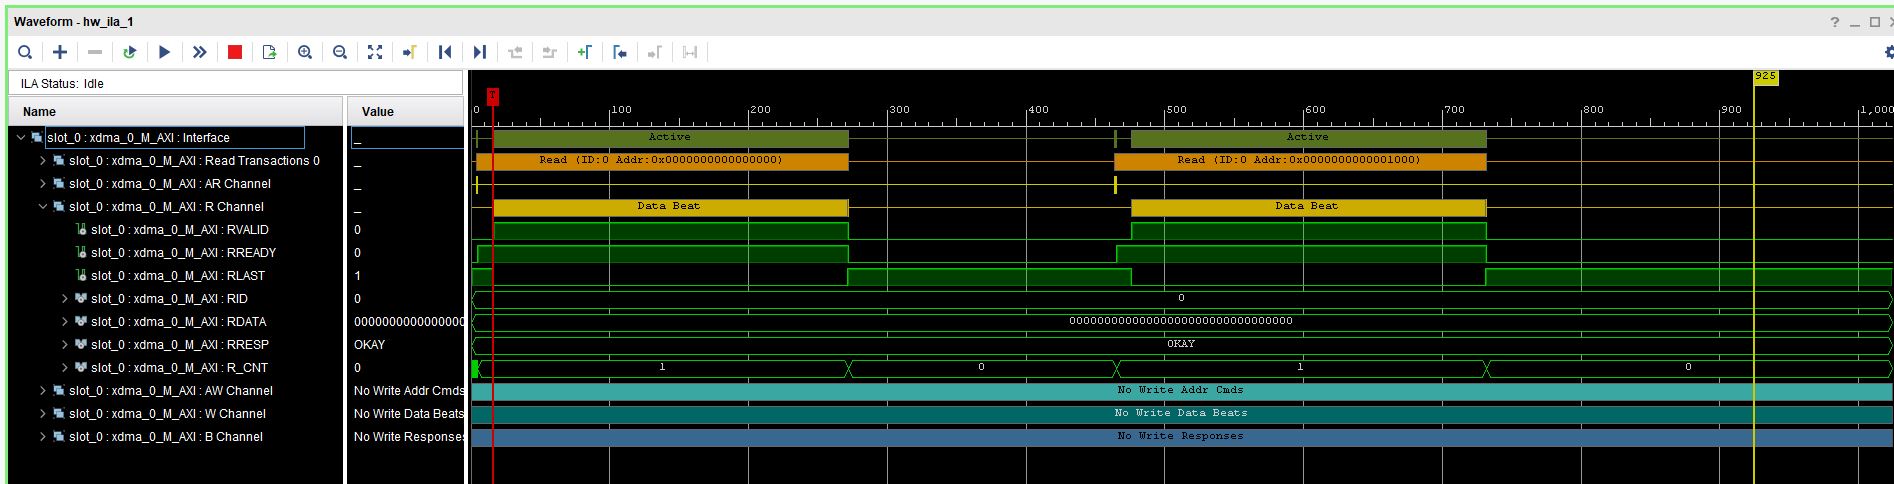 Waveform - hw_ila_1
ILA Status: Idle
Name Value
925
T
0 100 200 300 400 500 600 700 800 900 1,000
slot_0 : xdma_0_M_AXI : Interface _ Active Active
slot_0 : xdma_0_M_AXI : Read Transactions 0 _ Read (ID:0 Addr:0x0000000000000000) Read (ID:0 Addr:0x0000000000001000)
slot_0 : xdma_0_M_AXI : AR Channel _
slot_0 : xdma_0_M_AXI : R Channel _ Data Beat Data Beat
slot_0 : xdma_0_M_AXI : RVALID 0
slot_0 : xdma_0_M_AXI : RREADY 0
slot_0 : xdma_0_M_AXI : RLAST 1
slot_0 : xdma_0_M_AXI : RID 0 0
slot_0 : xdma_0_M_AXI : RDATA 0000000000000000 00000000000000000000000000000000
slot_0 : xdma_0_M_AXI : RRESP OKAY OKAY
slot_0 : xdma_0_M_AXI : R_CNT 0 1 0 1 0
slot_0 : xdma_0_M_AXI : AW Channel No Write Addr Cmds No Write Addr Cmds
slot_0 : xdma_0_M_AXI : W Channel No Write Data Beats No Write Data Beats
slot_0 : xdma_0_M_AXI : B Channel No Write Responses No Write Responses